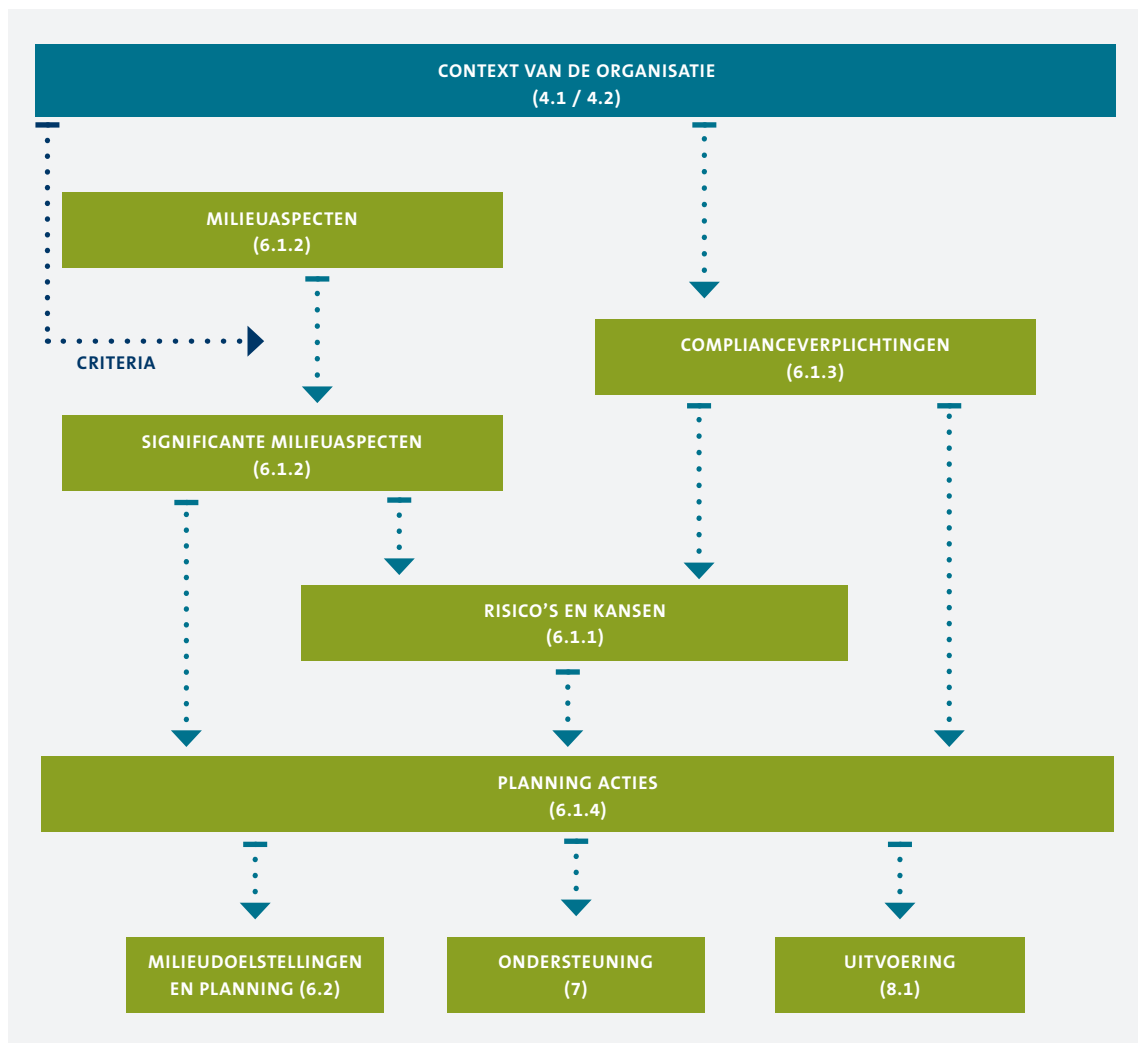 CONTEXT VAN DE ORGANISATIE
(4.1 / 4.2)
MILIEUASPECTEN
(6.1.2)
CRITERIA
COMPLIANCEVERPLICHTINGEN
(6.1.3)
SIGNIFICANTE MILIEUASPECTEN
(6.1.2)
RISICO’S EN KANSEN
(6.1.1)
PLANNING ACTIES
(6.1.4)
MILIEUDOELSTELLINGEN
EN PLANNING (6.2)
ONDERSTEUNING
(7)
UITVOERING
(8.1)